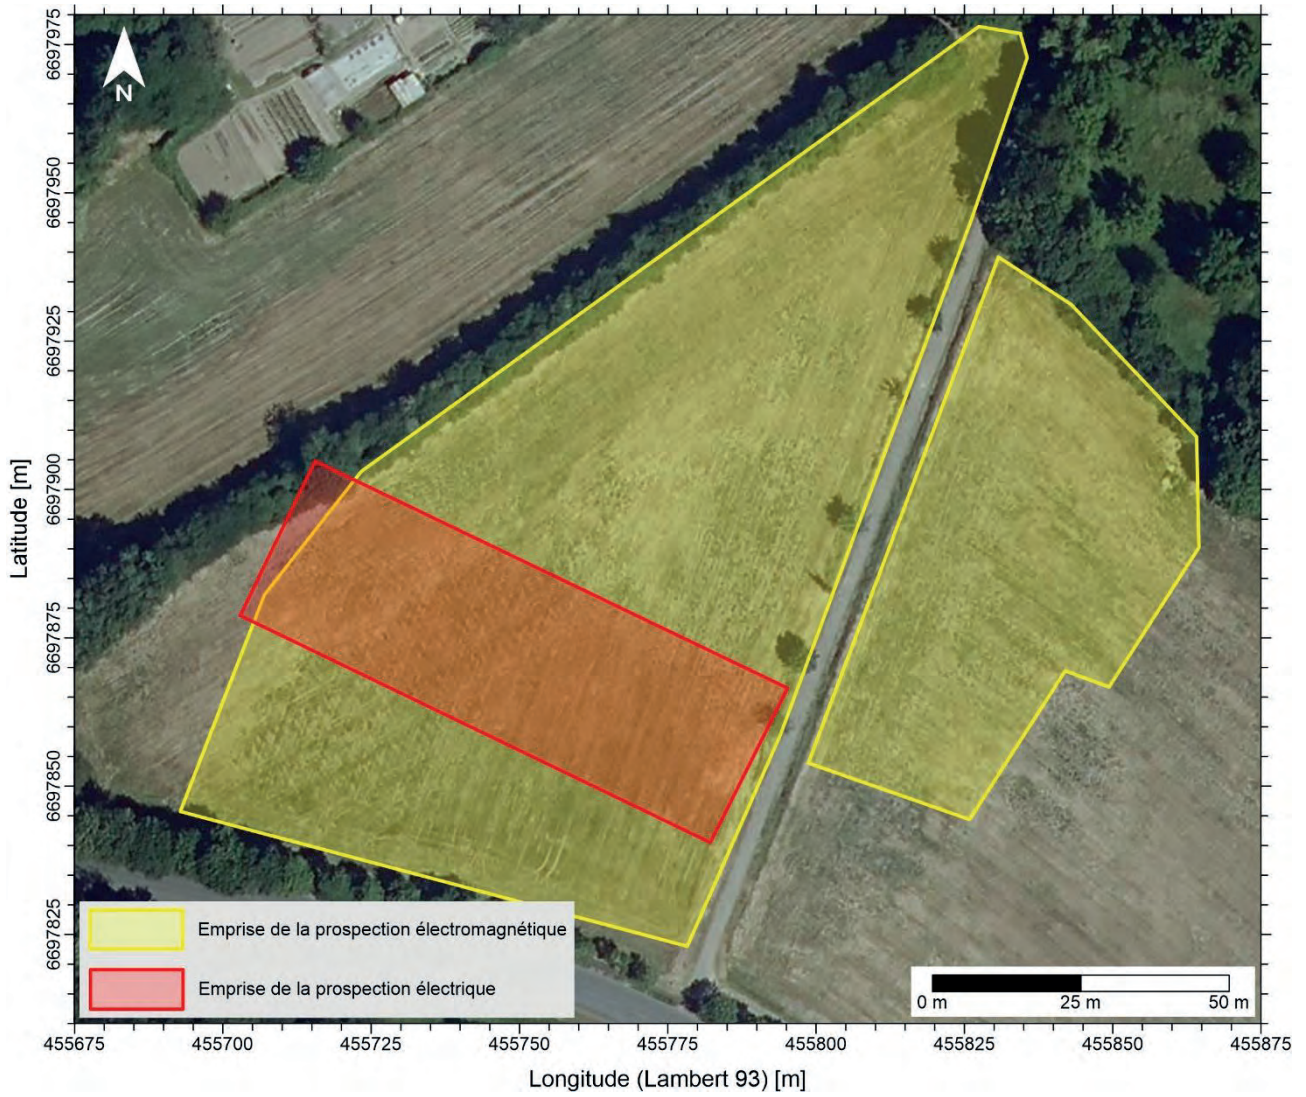 N
6697975
6697950
6697925
6697900
6697875
6697850
6697825
Latitude [m]
Emprise de la prospection électromagnétique
Emprise de la prospection électrique
0 m 25 m 50 m
455675 455700 455725 455750 455775 455800 455825 455850 455875
Longitude (Lambert 93) [m]